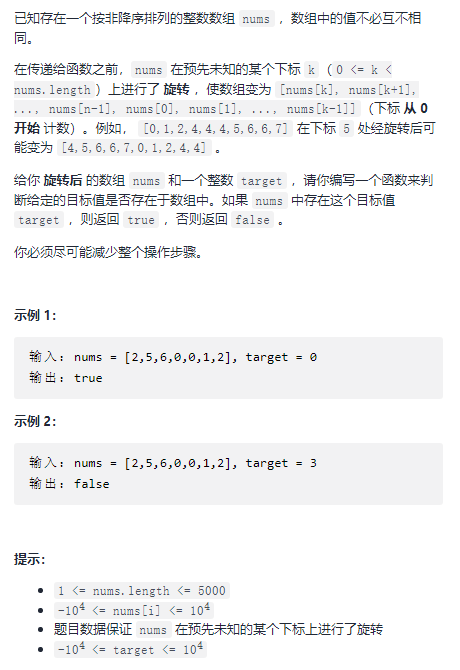 已知存在一个按非降序排列的整数数组 nums ，数组中的值不必互不相
同。
在传递给函数之前，nums 在预先未知的某个下标 k （ 0 <= k <
nums.length ）上进行了 旋转 ，使数组变为 [nums[k], nums[k+1],
..., nums[n-1], nums[0], nums[1], ..., nums[k-1]] （下标 从 0
开始 计数）。例如， [0,1,2,4,4,4,5,6,6,7] 在下标 5 处经旋转后可
能变为 [4,5,6,6,7,0,1,2,4,4] 。
给你 旋转后 的数组 nums 和一个整数 target ，请你编写一个函数来判
断给定的目标值是否存在于数组中。如果 nums 中存在这个目标值
target ，则返回 true ，否则返回 false 。
你必须尽可能减少整个操作步骤。
示例 1：
输入：nums = [2,5,6,0,0,1,2], target = 0
输出：true
示例 2：
输入：nums = [2,5,6,0,0,1,2], target = 3
输出：false
提示：
• 1 <= nums.length <= 5000
• -10⁴ <= nums[i] <= 10⁴
• 题目数据保证 nums 在预先未知的某个下标上进行了旋转
• -10⁴ <= target <= 10⁴